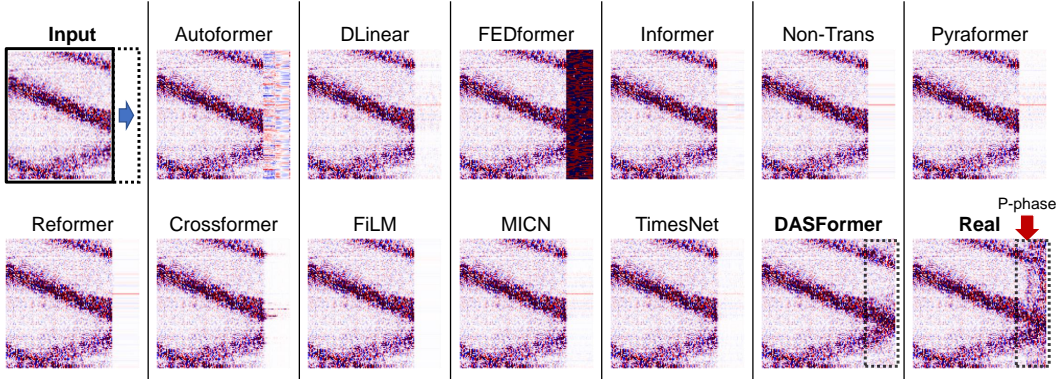 Input
Autoformer
DLinear
FEDformer
Informer
Non-Trans
Pyraformer
P-phase
Reformer
Crossformer
FiLM
MICN
TimesNet
DASFormer
Real